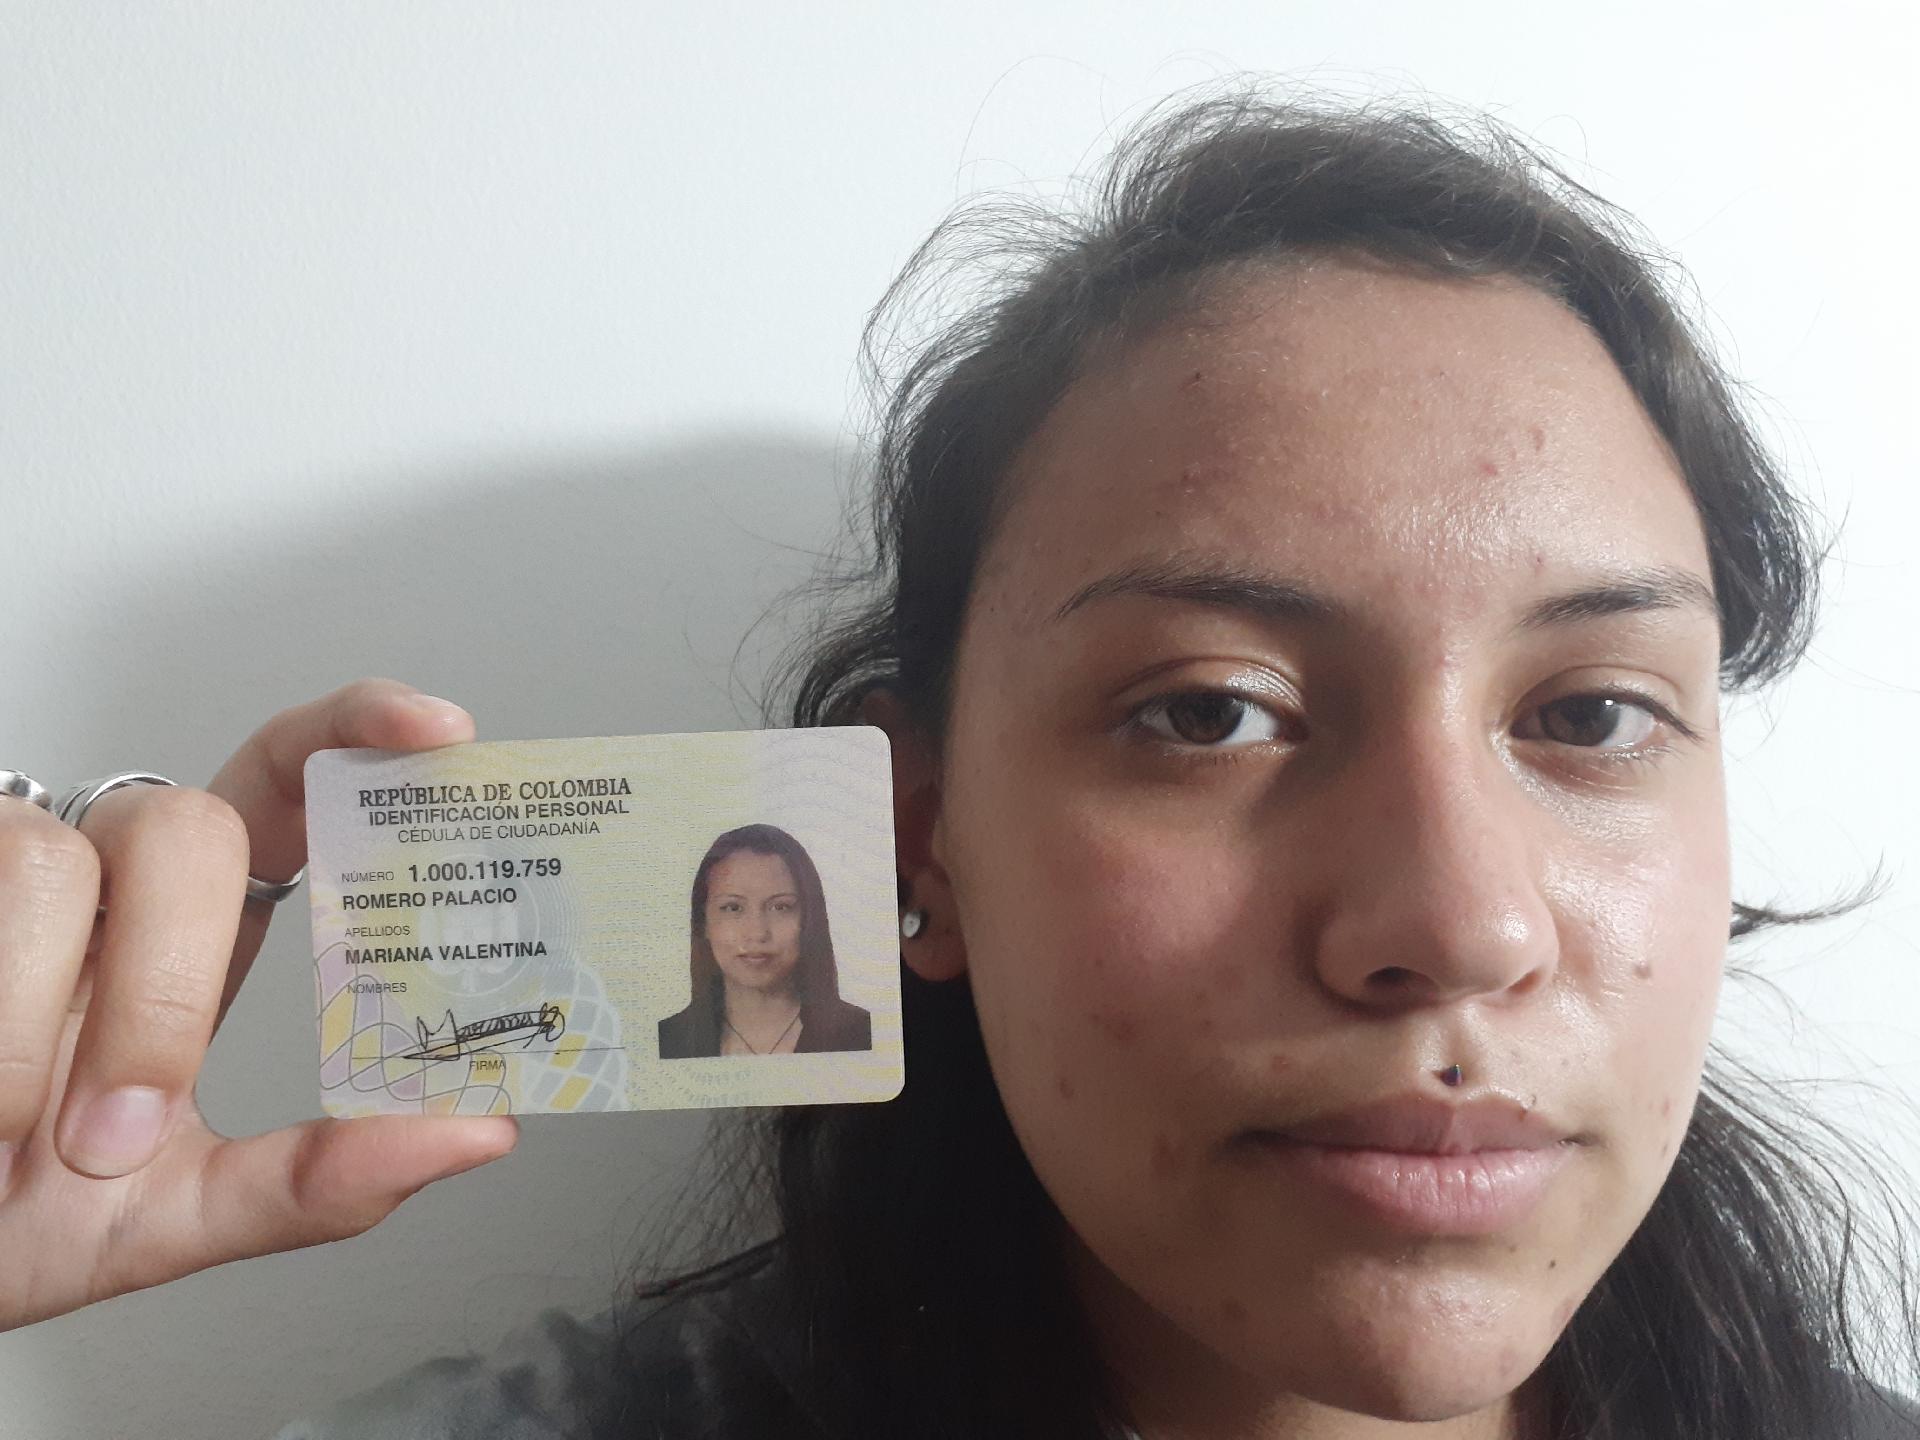 REPÚBLICA DE COLOMBIA
IDENTIFICACIÓN PERSONAL
CÉDULA DE CIUDADANÍA
NÚMERO 1.000.119.759
ROMERO PALACIO
APELLIDOS
MARIANA VALENTINA
NOMBRES
FIRMA